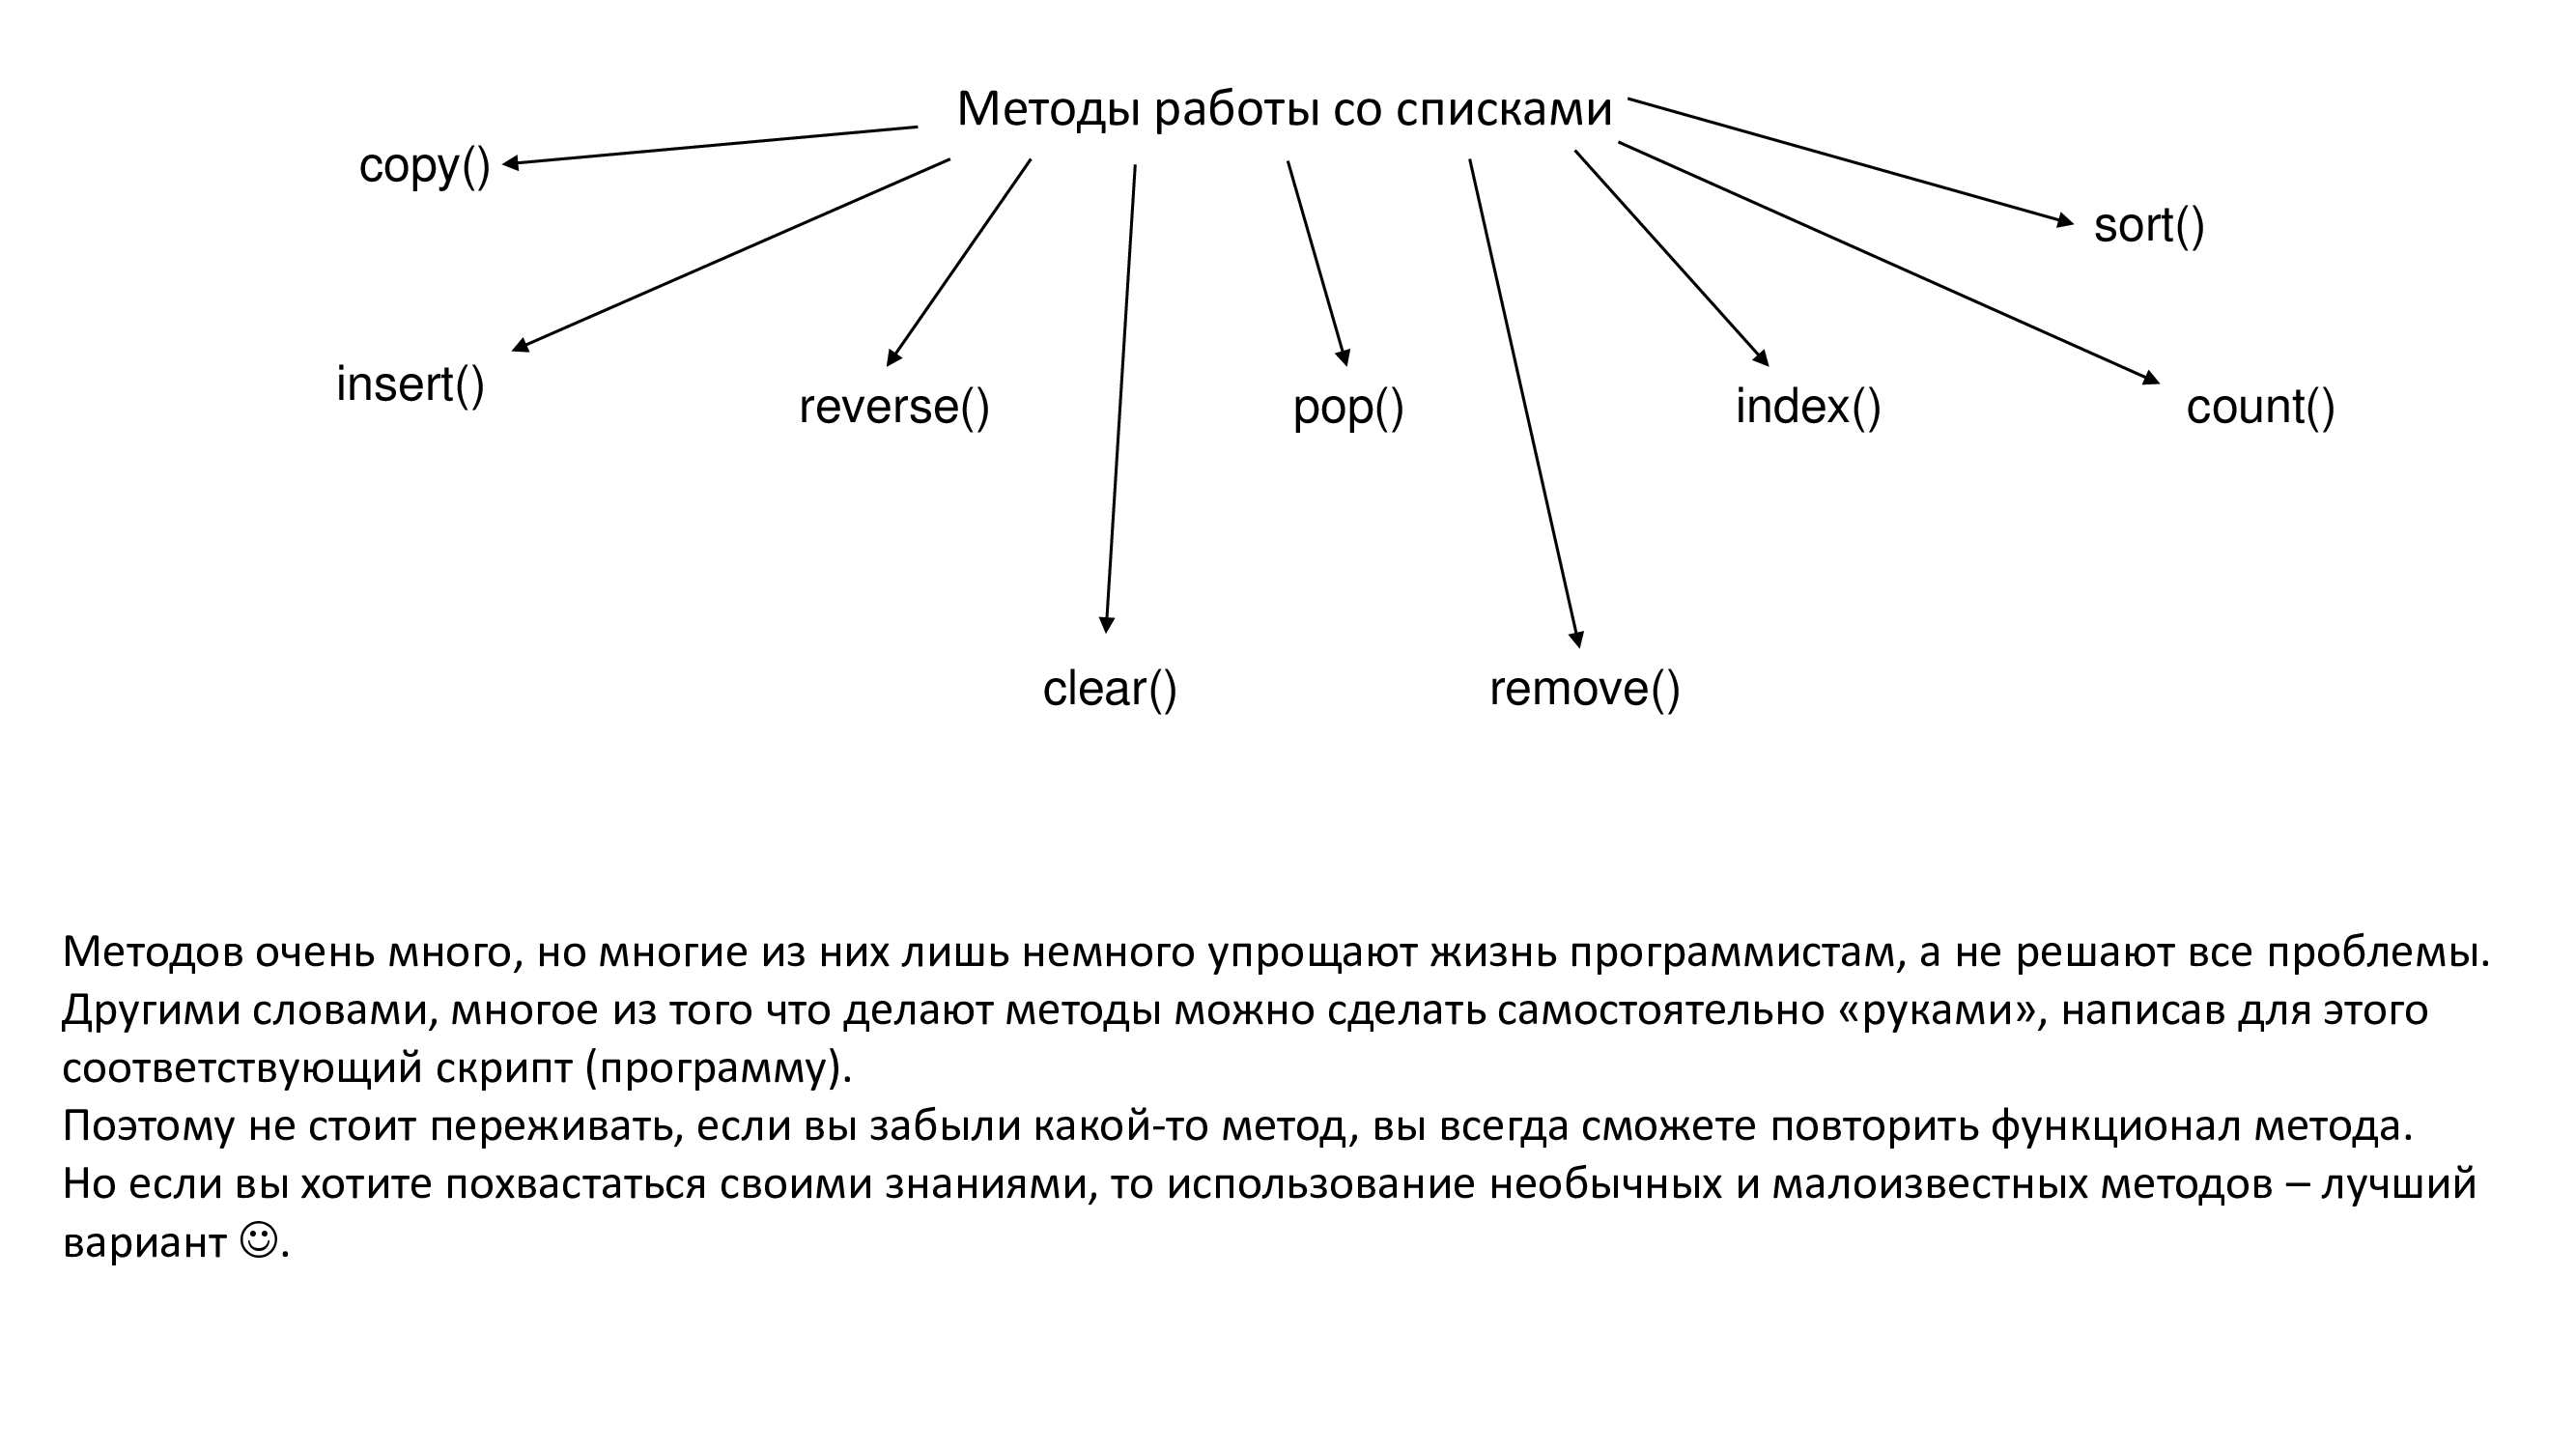 Методы работы со списками
copy()
sort()
insert()
reverse()
pop()
index()
count()
clear()
remove()
Методов очень много, но многие из них лишь немного упрощают жизнь программистам, а не решают все проблемы.
Другими словами, многое из того что делают методы можно сделать самостоятельно «руками», написав для этого
соответствующий скрипт (программу).
Поэтому не стоит переживать, если вы забыли какой-то метод, вы всегда сможете повторить функционал метода.
Но если вы хотите похвастаться своими знаниями, то использование необычных и малоизвестных методов – лучший
вариант ☺.